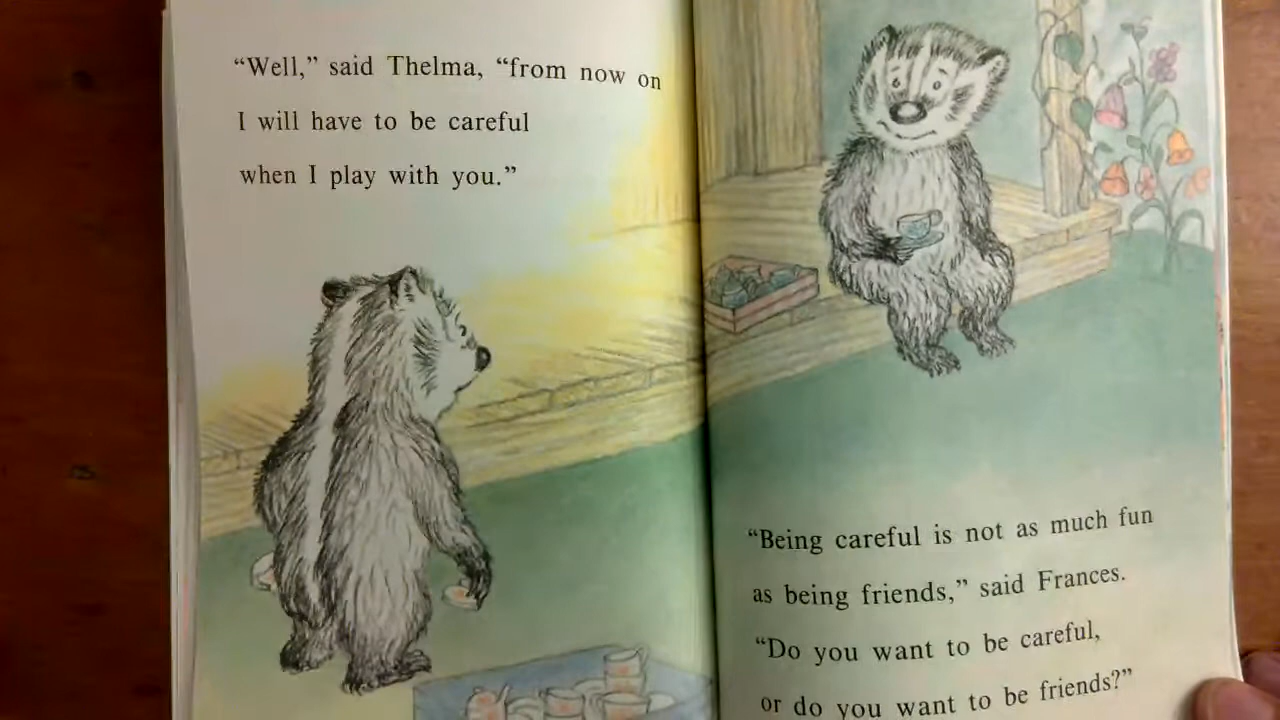 “Well,” said Thelma, “from now on
I will have to be careful
when I play with you.”
“Being careful is not as much fun
as being friends,” said Frances.
“Do you want to be careful,
or do you want to be friends?”